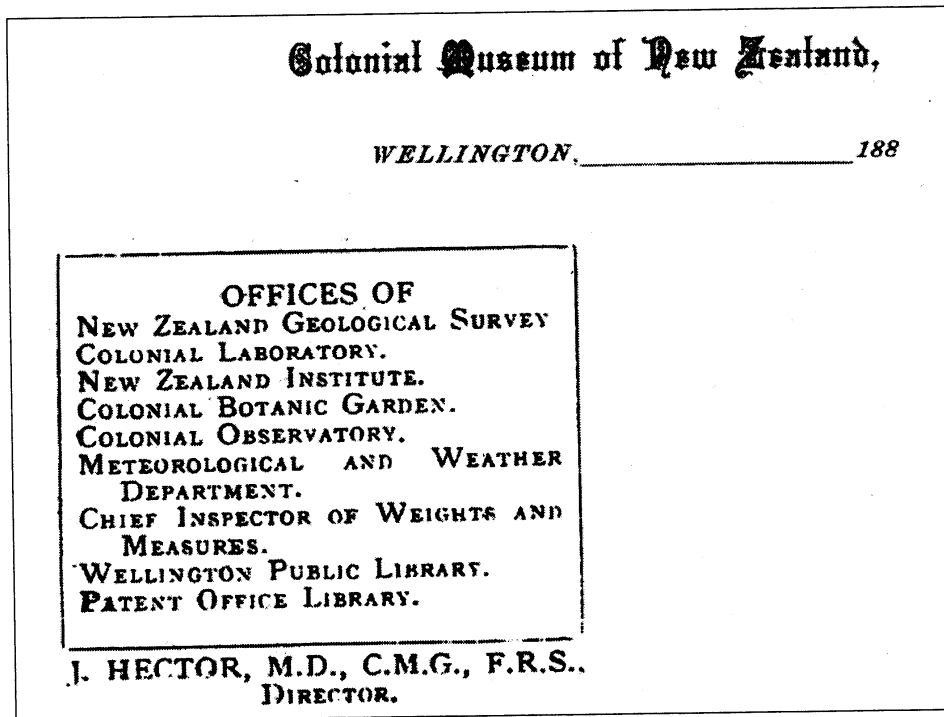 Colonial Museum of New Zealand,
WELLINGTON, 188
OFFICES OF
NEW ZEALAND GEOLOGICAL SURVEY
COLONIAL LABORATORY.
NEW ZEALAND INSTITUTE.
COLONIAL BOTANIC GARDEN.
COLONIAL OBSERVATORY.
METEOROLOGICAL AND WEATHER
DEPARTMENT.
CHIEF INSPECTOR OF WEIGHTS AND
MEASURES.
WELLINGTON PUBLIC LIBRARY.
PATENT OFFICE LIBRARY.
J. HECTOR, M.D., C.M.G., F.R.S.,
DIRECTOR.